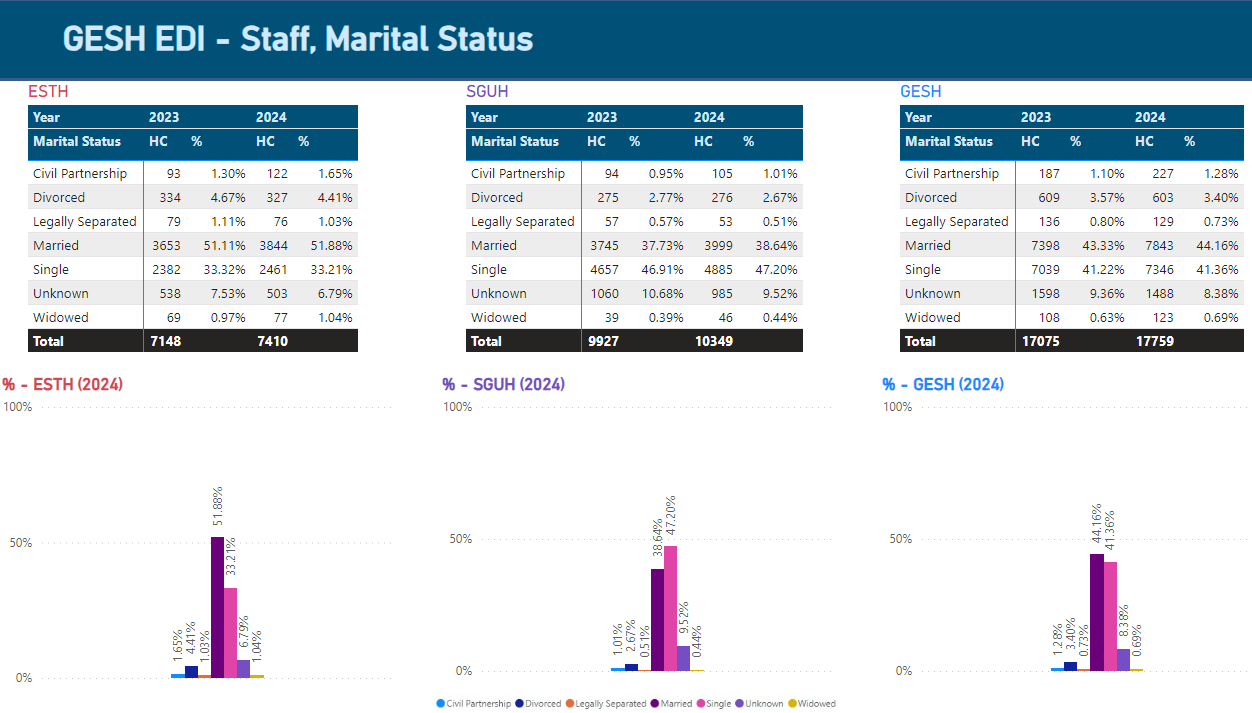 GESH EDI – Staff, Marital Status
ESTH
Year 2023 2024
Marital Status HC % HC %
Civil Partnership 93 1.30% 122 1.65%
Divorced 334 4.67% 327 4.41%
Legally Separated 79 1.11% 76 1.03%
Married 3653 51.11% 3844 51.88%
Single 2382 33.32% 2461 33.21%
Unknown 538 7.53% 503 6.79%
Widowed 69 0.97% 77 1.04%
Total 7148 7410
SGUH
Year 2023 2024
Marital Status HC % HC %
Civil Partnership 94 0.95% 105 1.01%
Divorced 275 2.77% 276 2.67%
Legally Separated 57 0.57% 53 0.51%
Married 3745 37.73% 3999 38.64%
Single 4657 46.91% 4885 47.20%
Unknown 1060 10.68% 985 9.52%
Widowed 39 0.39% 46 0.44%
Total 9927 10349
GESH
Year 2023 2024
Marital Status HC % HC %
Civil Partnership 187 1.10% 227 1.28%
Divorced 609 3.57% 603 3.40%
Legally Separated 136 0.80% 129 0.73%
Married 7398 43.33% 7843 44.16%
Single 7039 41.22% 7346 41.36%
Unknown 1598 9.36% 1488 8.38%
Widowed 108 0.63% 123 0.69%
Total 17075 17759
% – ESTH (2024)
100%
50%
0%
1.65%
4.41%
1.03%
51.88%
33.21%
6.79%
1.04%
% – SGUH (2024)
100%
50%
0%
1.01%
2.67%
0.51%
38.64%
47.20%
9.52%
0.44%
% – GESH (2024)
100%
50%
0%
1.28%
3.40%
0.73%
44.16%
41.36%
8.38%
0.69%
Civil Partnership Divorced Legally Separated Married Single Unknown Widowed